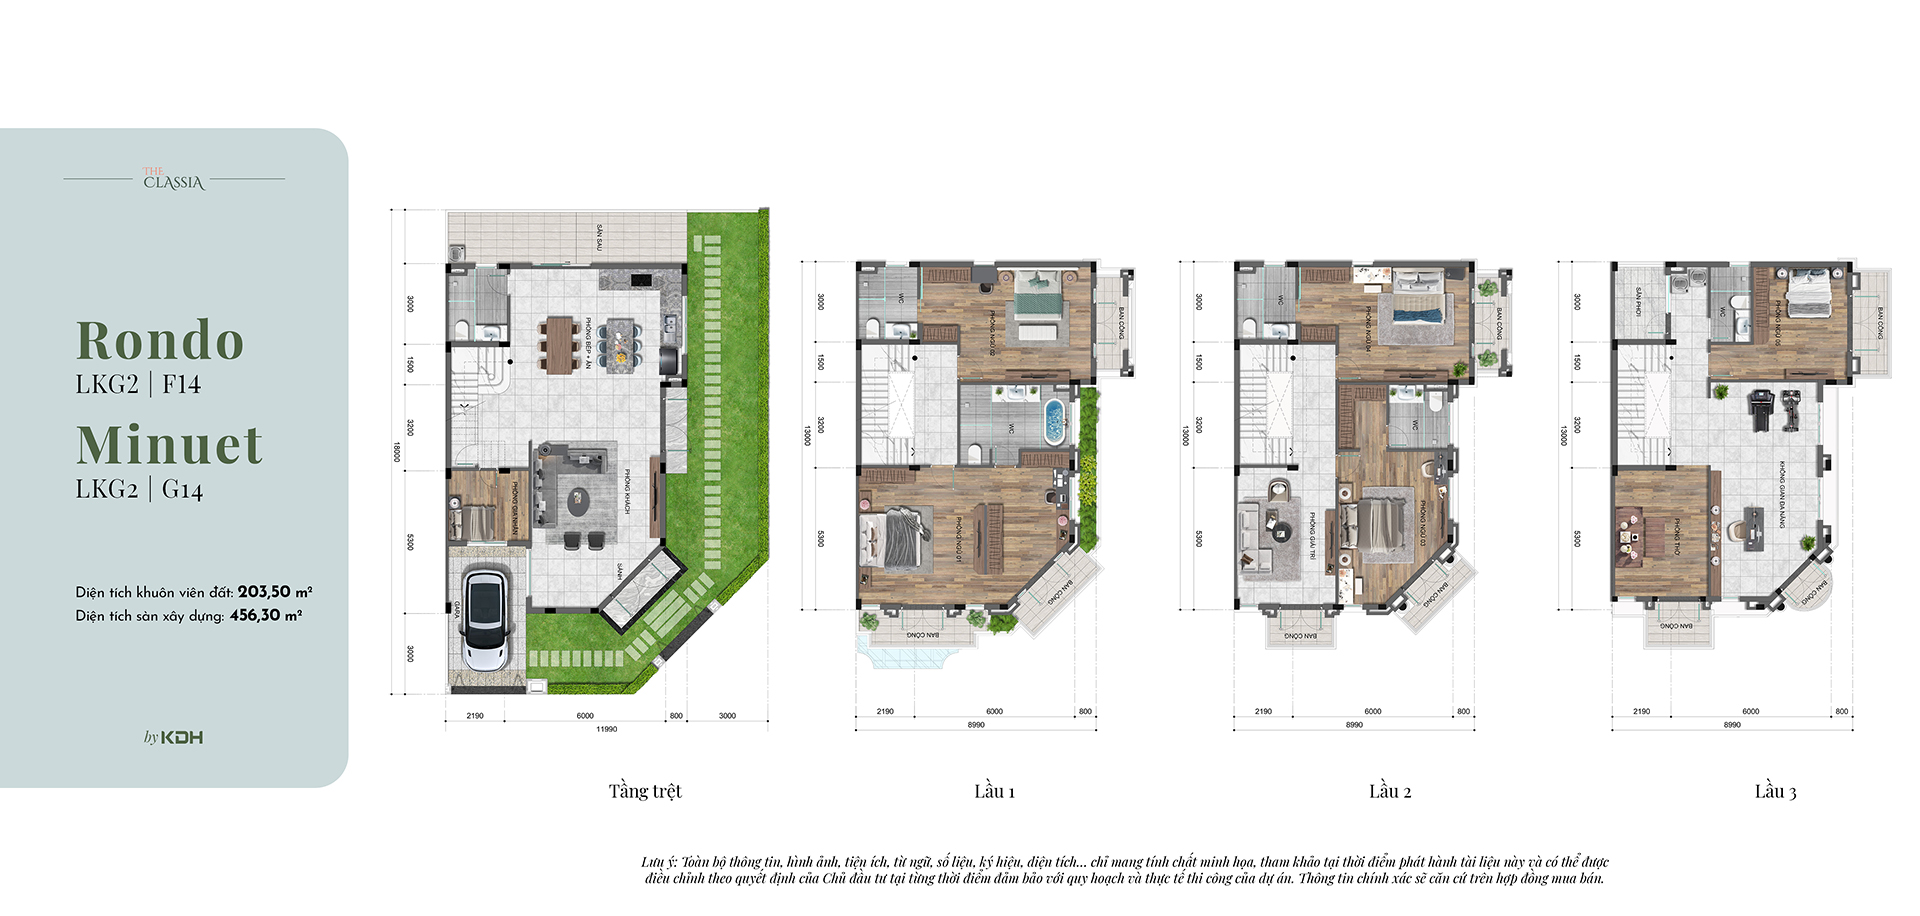 THE
CLASSIA
Rondo
LKG2 | F14
Minuet
LKG2 | G14
Diện tích khuôn viên đất: 203,50 m²
Diện tích sàn xây dựng: 456,30 m²
by KDH
SÂN SAU
PHÒNG BẾP + ĂN
PHÒNG KHÁCH
PHÒNG GIA NHÂN
SẢNH
GARA
3000
1500
3200
5300
3000
18000
2190
6000
800
3000
11990
Tầng trệt
WC
PHÒNG NGỦ 02
BAN CÔNG
WC
PHÒNG NGỦ 01
BAN CÔNG
BAN CÔNG
3000
1500
3200
5300
13000
2190
6000
800
8990
Lầu 1
WC
PHÒNG NGỦ 04
BAN CÔNG
WC
PHÒNG GIẢI TRÍ
PHÒNG NGỦ 03
BAN CÔNG
BAN CÔNG
3000
1500
3200
5300
13000
2190
6000
800
8990
Lầu 2
SÂN PHƠI
WC
PHÒNG NGỦ 05
BAN CÔNG
KHÔNG GIAN ĐA NĂNG
PHÒNG THỜ
BAN CÔNG
BAN CÔNG
3000
1500
3200
5300
13000
2190
6000
800
8990
Lầu 3
Lưu ý: Toàn bộ thông tin, hình ảnh, tiện ích, từ ngữ, số liệu, ký hiệu, diện tích... chỉ mang tính chất minh họa, tham khảo tại thời điểm phát hành tài liệu này và có thể được
điều chỉnh theo quyết định của Chủ đầu tư tại từng thời điểm đảm bảo với quy hoạch và thực tế thi công của dự án. Thông tin chính xác sẽ căn cứ trên hợp đồng mua bán.